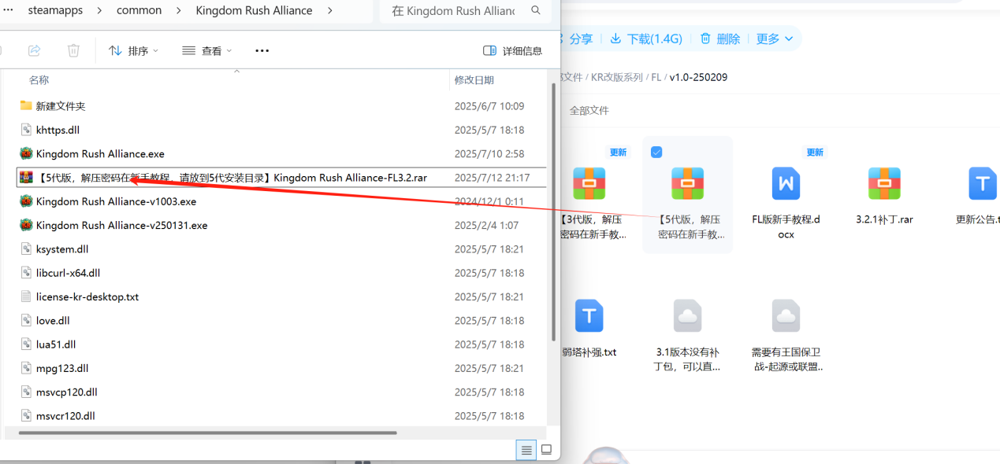 ··· steamapps > common > Kingdom Rush Alliance >
在 Kingdom Rush Allianc
排序 查看 ··· 详细信息
名称 修改日期
新建文件夹 2025/6/7 10:09
khttps.dll 2025/5/7 18:18
Kingdom Rush Alliance.exe 2025/7/10 2:58
【5代版，解压密码在新手教程，请放到5代安装目录】Kingdom Rush Alliance-FL3.2.rar 2025/7/12 21:17
Kingdom Rush Alliance-v1003.exe 2024/12/1 0:11
Kingdom Rush Alliance-v250131.exe 2025/2/4 1:07
ksystem.dll 2025/5/7 18:21
libcurl-x64.dll 2025/5/7 18:18
license-kr-desktop.txt 2025/5/7 18:21
love.dll 2025/5/7 18:18
lua51.dll 2025/5/7 18:18
mpg123.dll 2025/5/7 18:21
msvcp120.dll 2025/5/7 18:18
msvcr120.dll 2025/5/7 18:18
分享 下载(1.4G) 删除 更多
文件 / KR改版系列 / FL / v1.0-250209
全部文件
更新
【3代版，解压
密码在新手教...
【5代版，解压
密码在新手教...
更新
W
FL版新手教程.d
ocx
3.2.1补丁.rar
T
更新公告.t
T
弱塔补强.txt
3.1版本没有补
丁包，可以直...
需要有王国保卫
战-起源或联盟..